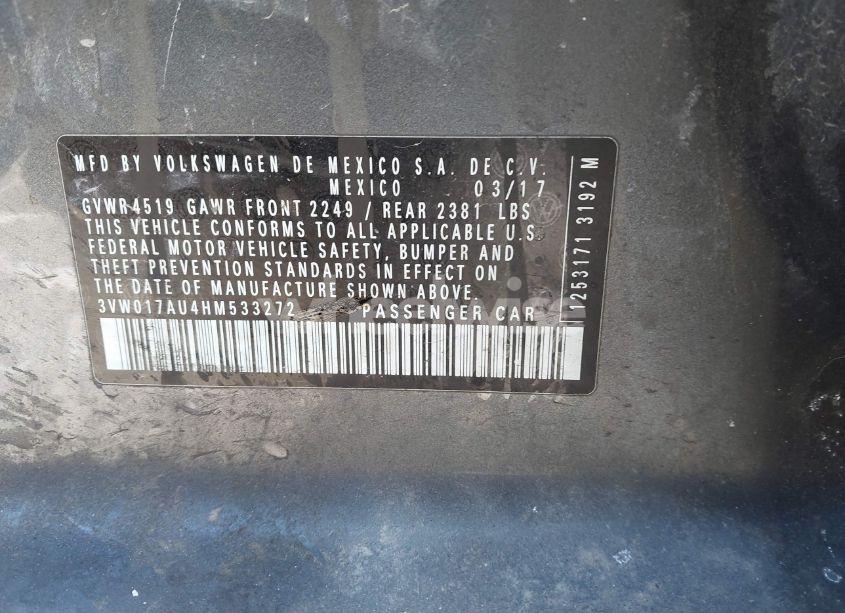 MFD BY VOLKSWAGEN DE MEXICO S.A. DE C.V.
MEXICO 03/17
GVWR4519 GAWR FRONT 2249 / REAR 2381 LBS
THIS VEHICLE CONFORMS TO ALL APPLICABLE U.S.
FEDERAL MOTOR VEHICLE SAFETY, BUMPER AND
THEFT PREVENTION STANDARDS IN EFFECT ON
THE DATE OF MANUFACTURE SHOWN ABOVE.
3VW017AU4HM533272 PASSENGER CAR
1253171 3192 M